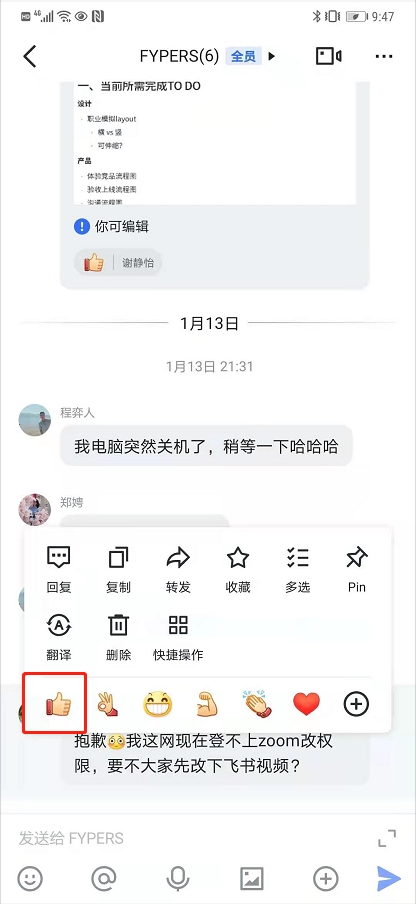 HD 4G 9:47
FYPERS(6) 全员
一、当前所需完成TO DO
设计
职业模拟layout
横 vs 竖
可伸缩?
产品
体验竞品流程图
验收上线流程图
沟通流程图
你可编辑
谢静怡
1月13日
1月13日 21:31
程弈人
我电脑突然关机了，稍等一下哈哈哈
郑娉
回复 复制 转发 收藏 多选 Pin
翻译 删除 快捷操作
抱歉😳我这网现在登不上zoom改权
限，要不大家先改下飞书视频？
发送给 FYPERS